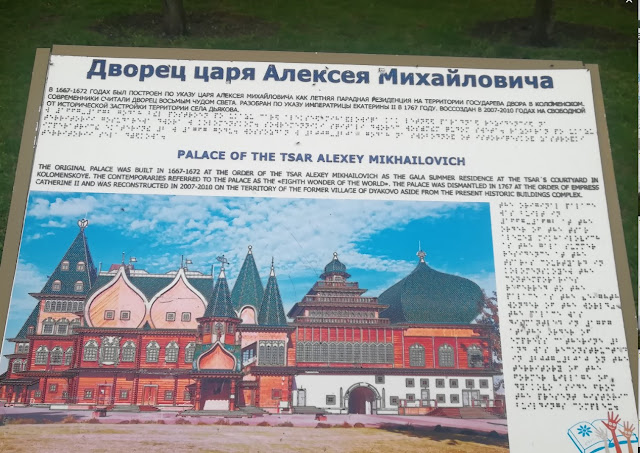 Дворец царя Алексея Михайловича
В 1667-1672 ГОДАХ БЫЛ ПОСТРОЕН ПО УКАЗУ ЦАРЯ АЛЕКСЕЯ МИХАЙЛОВИЧА КАК ЛЕТНЯЯ ПАРАДНАЯ РЕЗИДЕНЦИЯ НА ТЕРРИТОРИИ ГОСУДАРЕВА ДВОРА В КОЛОМЕНСКОМ.
СОВРЕМЕННИКИ СЧИТАЛИ ДВОРЕЦ ВОСЬМЫМ ЧУДОМ СВЕТА. РАЗОБРАН ПО УКАЗУ ИМПЕРАТРИЦЫ ЕКАТЕРИНЫ II В 1767 ГОДУ. ВОССОЗДАН В 2007-2010 ГОДАХ НА СВОБОДНОЙ
ОТ ИСТОРИЧЕСКОЙ ЗАСТРОЙКИ ТЕРРИТОРИИ СЕЛА ДЬЯКОВА.
PALACE OF THE TSAR ALEXEY MIKHAILOVICH
THE ORIGINAL PALACE WAS BUILT IN 1667-1672 AT THE ORDER OF THE TSAR ALEXEY MIKHAILOVICH AS THE GALA SUMMER RESIDENCE AT THE TSAR`S COURTYARD IN
KOLOMENSKOYE. THE CONTEMPORARIES REFERRED TO THE PALACE AS THE «EIGHTH WONDER OF THE WORLD». THE PALACE WAS DISMANTLED IN 1767 AT THE ORDER OF EMPRESS
CATHERINE II AND WAS RECONSTRUCTED IN 2007-2010 ON THE TERRITORY OF THE FORMER VILLAGE OF DYAKOVO ASIDE FROM THE PRESENT HISTORIC BUILDINGS COMPLEX.